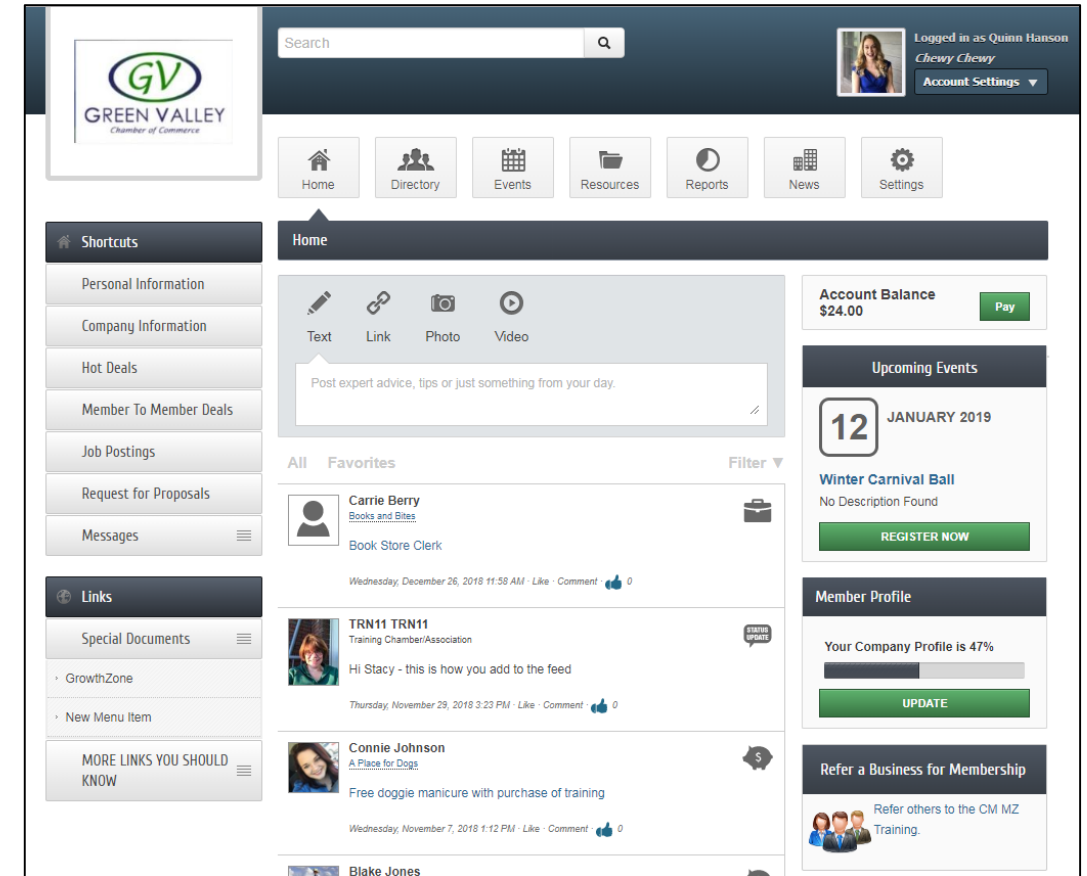 GV
GREEN VALLEY
Chamber of Commerce
Search
Logged in as Quinn Hanson
Chewy Chewy
Account Settings ▼
Home
Directory
Events
Resources
Reports
News
Settings
Shortcuts
Personal Information
Company Information
Hot Deals
Member To Member Deals
Job Postings
Request for Proposals
Messages
Links
Special Documents
GrowthZone
New Menu Item
MORE LINKS YOU SHOULD
KNOW
Home
Text
Link
Photo
Video
Post expert advice, tips or just something from your day.
All
Favorites
Filter ▼
Carrie Berry
Books and Bites
Book Store Clerk
Wednesday, December 26, 2018 11:58 AM · Like · Comment · 0
TRN11 TRN11
Training Chamber/Association
STATUS
UPDATE
Hi Stacy - this is how you add to the feed
Thursday, November 29, 2018 3:23 PM · Like · Comment · 0
Connie Johnson
A Place for Dogs
$
Free doggie manicure with purchase of training
Wednesday, November 7, 2018 1:12 PM · Like · Comment · 0
Blake Jones
Account Balance
$24.00
Pay
Upcoming Events
12
JANUARY 2019
Winter Carnival Ball
No Description Found
REGISTER NOW
Member Profile
Your Company Profile is 47%
UPDATE
Refer a Business for Membership
Refer others to the CM MZ
Training.